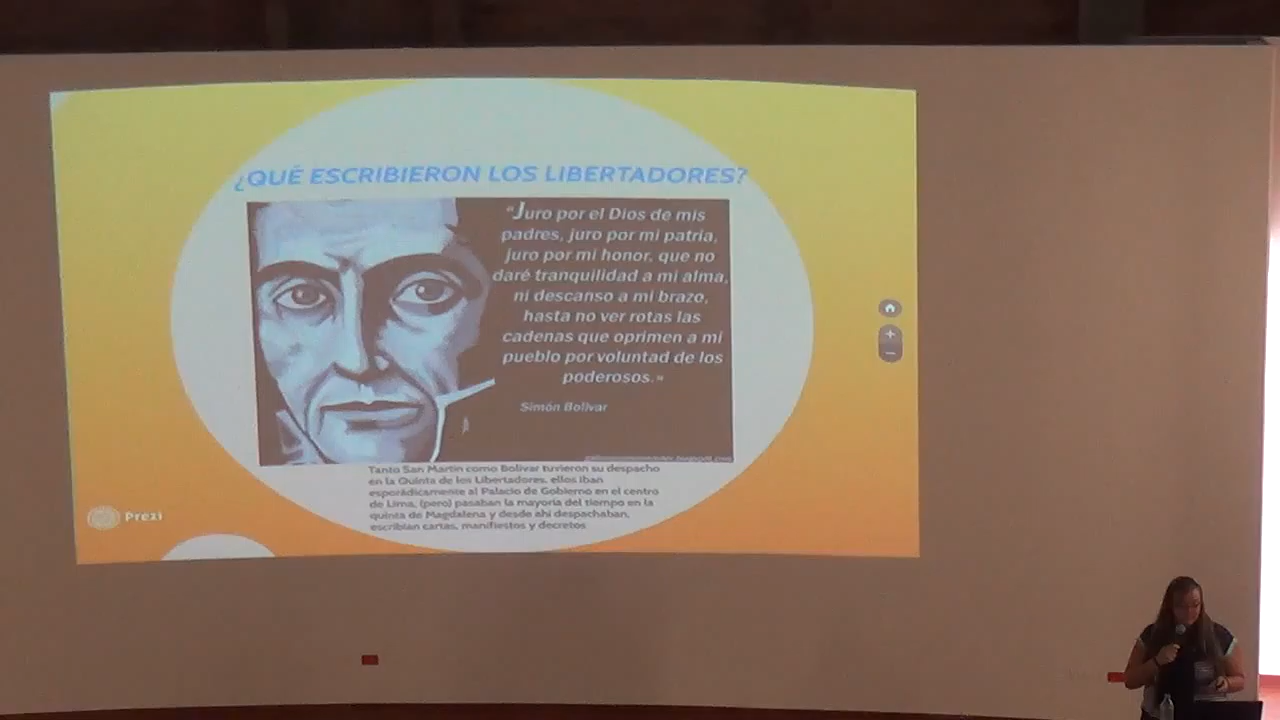 ¿QUÉ ESCRIBIERON LOS LIBERTADORES?
“Juro por el Dios de mis
padres, juro por mi patria,
juro por mi honor, que no
daré tranquilidad a mi alma,
ni descanso a mi brazo,
hasta no ver rotas las
cadenas que oprimen a mi
pueblo por voluntad de los
poderosos.”
Simón Bolívar
Tanto San Martín como Bolívar tuvieron su despacho
en la Quinta de los Libertadores, ellos iban
esporádicamente al Palacio de Gobierno en el centro
de Lima, (pero) pasaban la mayoría del tiempo en la
quinta de Magdalena y desde ahí despachaban,
escribían cartas, manifiestos y decretos
Prezi